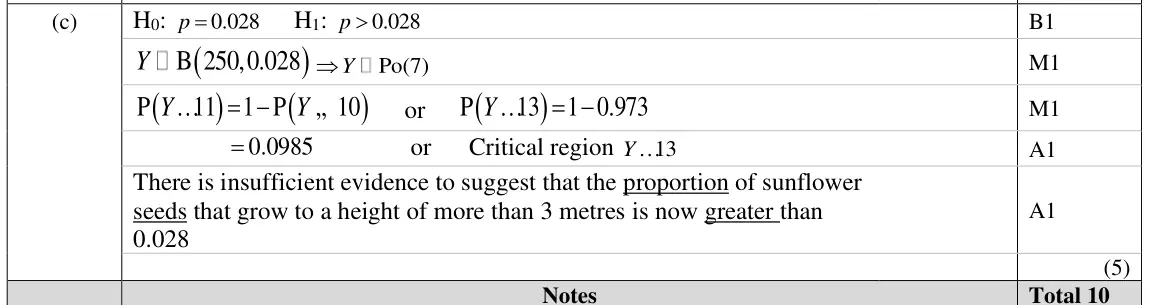 (c) H₀: p = 0.028 H₁: p > 0.028 B1
Y □ B(250, 0.028) ⇒ Y □ Po(7) M1
P(Y…11) = 1 − P(Y „ 10) or P(Y…13) = 1 − 0.973 M1
= 0.0985 or Critical region Y…13 A1
There is insufficient evidence to suggest that the proportion of sunflower
seeds that grow to a height of more than 3 metres is now greater than A1
0.028
(5)
Notes Total 10